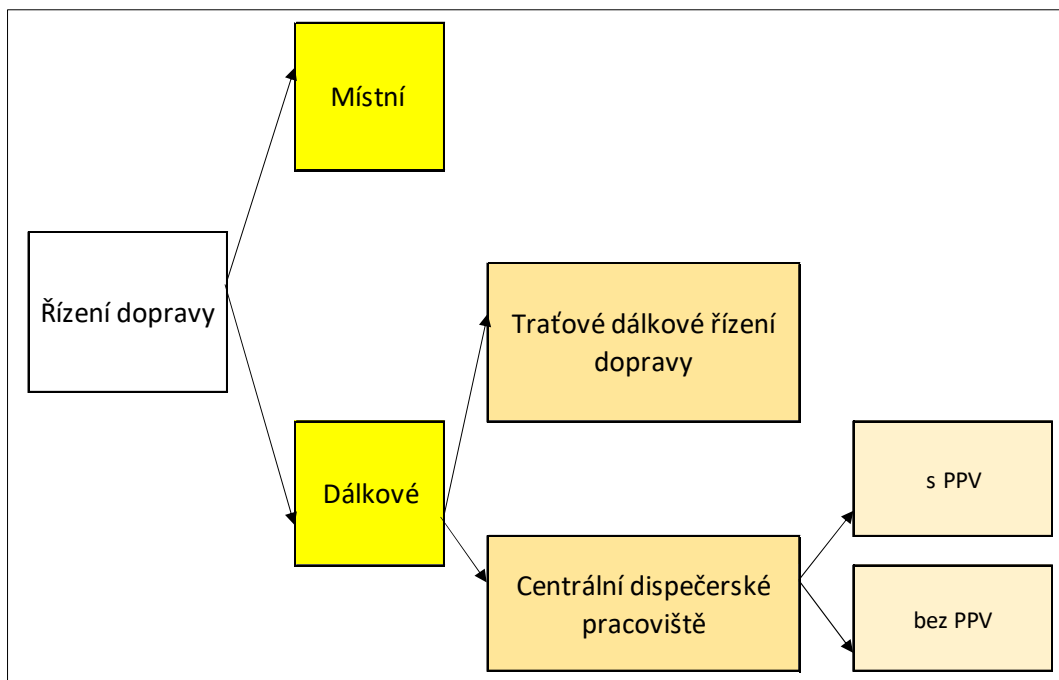 Místní
Řízení dopravy
Traťové dálkové řízení
dopravy
Dálkové
s PPV
Centrální dispečerské
pracoviště
bez PPV